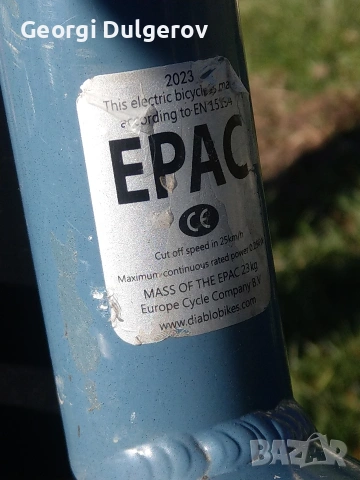 Georgi Dulgerov
2023
This electric bicycle is
according to EN 15194
EPAC
CE
Cut off speed in 25km/h
Maximum continuous rated power
MASS OF THE EPAC 23 kg
Europe Cycle Company B.V
www.diablobikes.com
BAZAR
bg